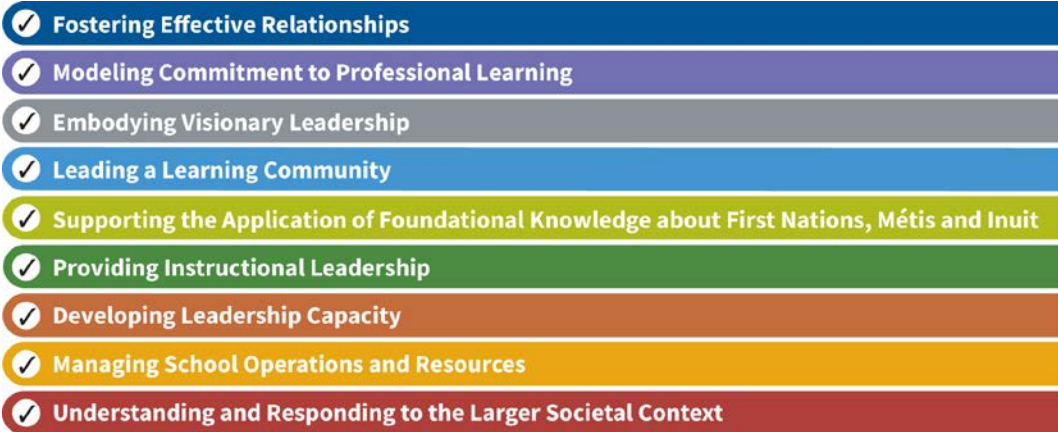 Fostering Effective Relationships
Modeling Commitment to Professional Learning
Embodying Visionary Leadership
Leading a Learning Community
Supporting the Application of Foundational Knowledge about First Nations, Métis and Inuit
Providing Instructional Leadership
Developing Leadership Capacity
Managing School Operations and Resources
Understanding and Responding to the Larger Societal Context